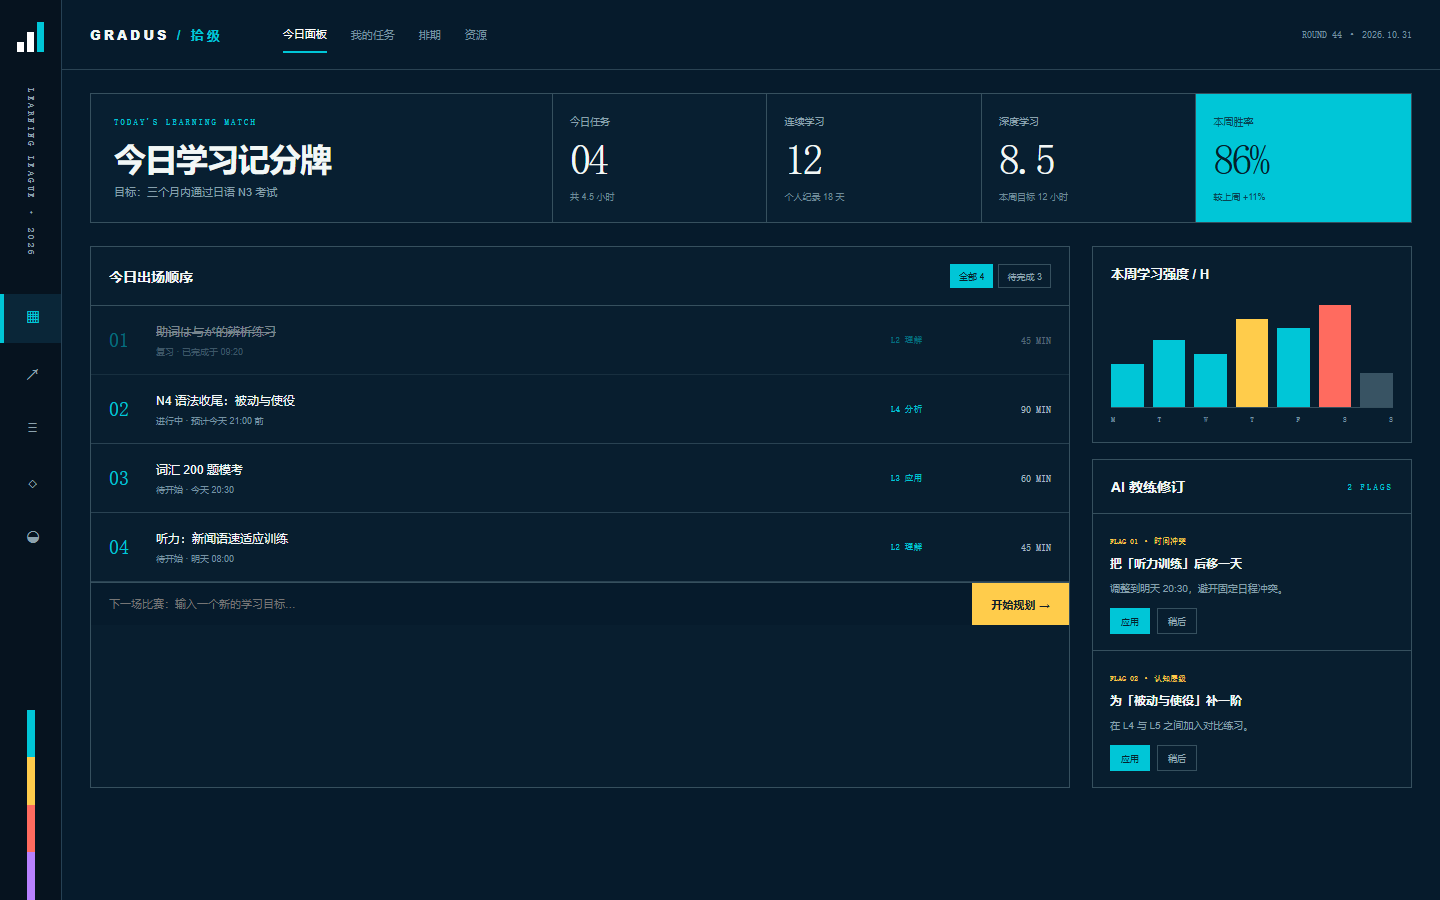 GRADUS / 拾级
今日面板
我的任务
排期
资源
ROUND 44 • 2026.10.31
LEARNING LEAGUE • 2026
TODAY'S LEARNING MATCH
今日学习记分牌
目标：三个月内通过日语 N3 考试
今日任务
04
共 4.5 小时
连续学习
12
个人纪录 18 天
深度学习
8.5
本周目标 12 小时
本周胜率
86%
较上周 +11%
今日出场顺序
全部 4
待完成 3
01
助词は与が的辨析练习
复习 · 已完成于 09:20
L2 理解
45 MIN
02
N4 语法收尾：被动与使役
进行中 · 预计今天 21:00 前
L4 分析
90 MIN
03
词汇 200 题模考
待开始 · 今天 20:30
L3 应用
60 MIN
04
听力：新闻语速适应训练
待开始 · 明天 08:00
L2 理解
45 MIN
下一场比赛：输入一个新的学习目标...
开始规划 →
本周学习强度 / H
M T W T F S S
AI 教练修订
2 FLAGS
FLAG 01 • 时间冲突
把「听力训练」后移一天
调整到明天 20:30，避开固定日程冲突。
应用
稍后
FLAG 02 • 认知层级
为「被动与使役」补一阶
在 L4 与 L5 之间加入对比练习。
应用
稍后